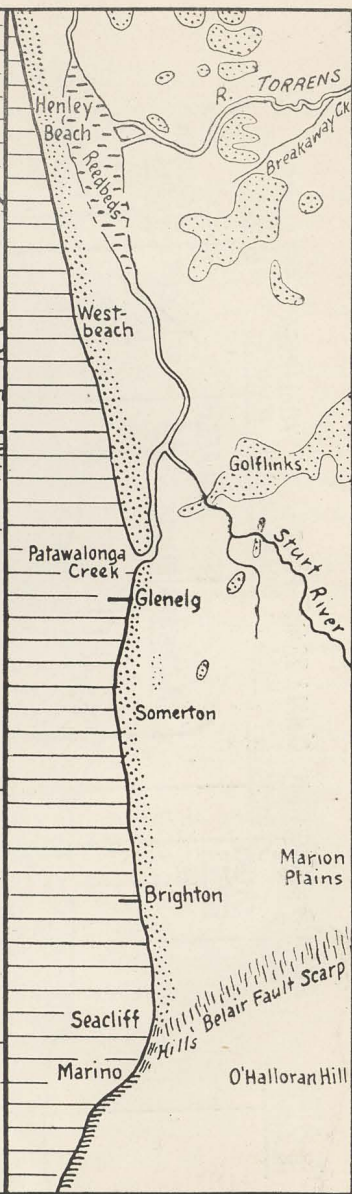 R. TORRENS
Henley
Beach
Breakaway Ck
Reedbeds
West-
beach
Golflinks
Patawalonga
Creek
Sturt
River
Glenelg
Somerton
Marion
Plains
Brighton
Belair Fault Scarp
Seacliff
Hills
Marino
O'Halloran Hill